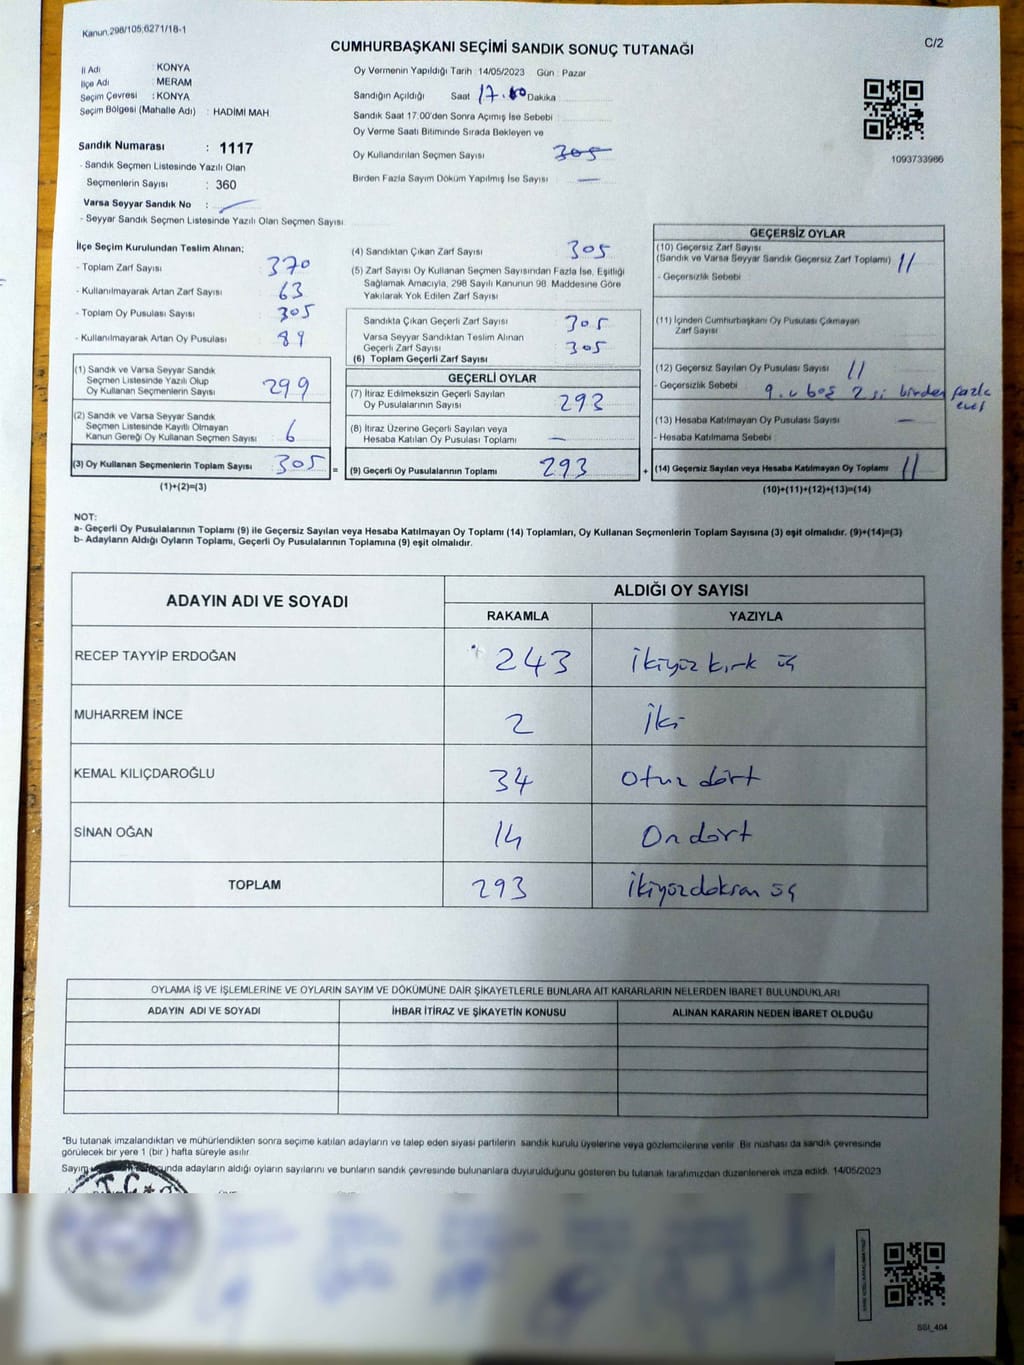 Kanun 298/105,6271/18-1
CUMHURBAŞKANI SEÇİMİ SANDIK SONUÇ TUTANAĞI
C/2
İl Adı : KONYA
İlçe Adı : MERAM
Seçim Çevresi : KONYA
Seçim Bölgesi (Mahalle Adı) : HADİMİ MAH
Sandık Numarası : 1117
- Sandık Seçmen Listesinde Yazılı Olan
Seçmenlerin Sayısı : 360
Varsa Seyyar Sandık No :
- Seyyar Sandık Seçmen Listesinde Yazılı Olan Seçmen Sayısı
Oy Vermenin Yapıldığı Tarih : 14/05/2023 Gün : Pazar
Sandığın Açıldığı Saat 17.00 Dakika
Sandık Saat 17:00'den Sonra Açımış İse Sebebi :
Oy Verme Saati Bitiminde Sırada Bekleyen ve
Oy Kullandırılan Seçmen Sayısı 305
Birden Fazla Sayım Döküm Yapılmış İse Sayısı —
1093733966
İlçe Seçim Kurulundan Teslim Alınan;
- Toplam Zarf Sayısı 370
- Kullanılmayarak Artan Zarf Sayısı 63
- Toplam Oy Pusulası Sayısı 305
- Kullanılmayarak Artan Oy Pusulası
(1) Sandık ve Varsa Seyyar Sandık
Seçmen Listesinde Yazılı Olup
Oy Kullanan Seçmenlerin Sayısı 299
(2) Sandık ve Varsa Seyyar Sandık
Seçmen Listesinde Kayıtlı Olmayan
Kanun Gereği Oy Kullanan Seçmen Sayısı 6
(3) Oy Kullanan Seçmenlerin Toplam Sayısı 305 =
(1)+(2)=(3)
(4) Sandıktan Çıkan Zarf Sayısı 305
(5) Zarf Sayısı Oy Kullanan Seçmen Sayısından Fazla İse, Eşitliği
Sağlamak Amacıyla, 298 Sayılı Kanunun 98. Maddesine Göre
Yakılarak Yok Edilen Zarf Sayısı
Sandıkta Çıkan Geçerli Zarf Sayısı 305
Varsa Seyyar Sandıktan Teslim Alınan
Geçerli Zarf Sayısı 305
(6) Toplam Geçerli Zarf Sayısı
GEÇERLİ OYLAR
(7) İtiraz Edilmeksizin Geçerli Sayılan
Oy Pusulalarının Sayısı 293
(8) İtiraz Üzerine Geçerli Sayılan veya
Hesaba Katılan Oy Pusulası Toplamı —
(9) Geçerli Oy Pusulalarının Toplamı 293 +
GEÇERSİZ OYLAR
(10) Geçersiz Zarf Sayısı
(Sandık ve Varsa Seyyar Sandık Geçersiz Zarf Toplamı) 11
- Geçersizlik Sebebi :
(11) İçinden Cumhurbaşkanı Oy Pusulası Çıkmayan
Zarf Sayısı
(12) Geçersiz Sayılan Oy Pusulası Sayısı 11
- Geçersizlik Sebebi : boş 2 si birden fazla
evet
(13) Hesaba Katılmayan Oy Pusulası Sayısı —
- Hesaba Katılmama Sebebi :
(14) Geçersiz Sayılan veya Hesaba Katılmayan Oy Toplamı 11
(10)+(11)+(12)+(13)=(14)
NOT:
a- Geçerli Oy Pusulalarının Toplamı (9) ile Geçersiz Sayılan veya Hesaba Katılmayan Oy Toplamı (14) Toplamları, Oy Kullanan Seçmenlerin Toplam Sayısına (3) eşit olmalıdır. (9)+(14)=(3)
b- Adayların Aldığı Oyların Toplamı, Geçerli Oy Pusulalarının Toplamına (9) eşit olmalıdır.
ADAYIN ADI VE SOYADI
ALDIĞI OY SAYISI
RAKAMLA YAZIYLA
RECEP TAYYİP ERDOĞAN 243 İkiyüz kırk üç
MUHARREM İNCE 2 İki
KEMAL KILIÇDAROĞLU 34 Otuz dört
SİNAN OĞAN 14 On dört
TOPLAM 293 İkiyüzdoksan üç
OYLAMA İŞ VE İŞLEMLERİNE VE OYLARIN SAYIM VE DÖKÜMÜNE DAİR ŞİKAYETLERLE BUNLARA AİT KARARLARIN NELERDEN İBARET BULUNDUKLARI
ADAYIN ADI VE SOYADI İHBAR İTİRAZ VE ŞİKAYETİN KONUSU ALINAN KARARIN NEDEN İBARET OLDUĞU
*Bu tutanak imzalandıktan ve mühürlendikten sonra seçime katılan adayların ve talep eden siyasi partilerin sandık kurulu üyelerine veya gözlemcilerine verilir. Bir nüshası da sandık çevresinde
görülecek bir yere 1 (bir ) hafta süreyle asılır.
Sayım sonucunda adayların aldığı oyların sayılarını ve bunların sandık çevresinde bulunanlara duyurulduğunu gösteren bu tutanak tarafımızdan düzenlenerek imza edildi. 14/05/2023
T.C.
SSI_404